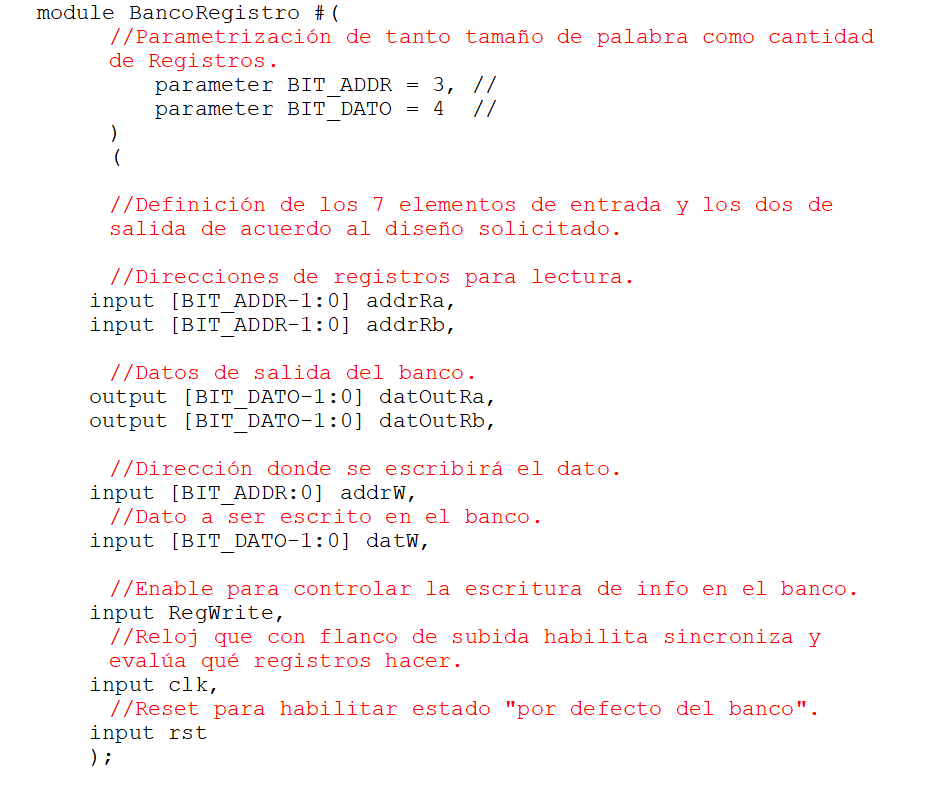 module BancoRegistro #(
//Parametrización de tanto tamaño de palabra como cantidad
de Registros.
parameter BIT_ADDR = 3, //
parameter BIT_DATO = 4 //
)
(
//Definición de los 7 elementos de entrada y los dos de
salida de acuerdo al diseño solicitado.
//Direcciones de registros para lectura.
input [BIT_ADDR-1:0] addrRa,
input [BIT_ADDR-1:0] addrRb,
//Datos de salida del banco.
output [BIT_DATO-1:0] datOutRa,
output [BIT_DATO-1:0] datOutRb,
//Dirección donde se escribirá el dato.
input [BIT_ADDR:0] addrW,
//Dato a ser escrito en el banco.
input [BIT_DATO-1:0] datW,
//Enable para controlar la escritura de info en el banco.
input RegWrite,
//Reloj que con flanco de subida habilita sincroniza y
evalúa qué registros hacer.
input clk,
//Reset para habilitar estado "por defecto del banco".
input rst
);